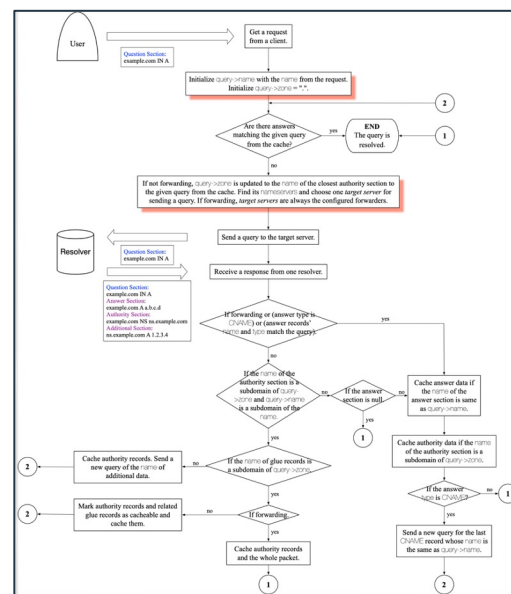 User
Question Section:
example.com IN A
Get a request
from a client.
Initialize query->name with the name from the request.
Initialize query->zone = ".".
2
Are there answers
matching the given query
from the cache?
yes
END
The query is
resolved.
1
no
If not forwarding, query->zone is updated to the name of the closest authority section to
the given query from the cache. Find its nameservers and choose one target server for
sending a query. If forwarding, target servers are always the configured forwarders.
Send a query to the target server.
Resolver
Question Section:
example.com IN A
Receive a response from one resolver.
Question Section:
example.com IN A
Answer Section:
example.com A a.b.c.d
Authority Section:
example.com NS ns.example.com
Additional Section:
ns.example.com A 1.2.3.4
If forwarding or (answer type is
CNAME) or (answer records'
name and type match the query).
yes
no
If the name of the
authority section is a
subdomain of query-
>zone and query->name
is a subdomain of the
name.
no
If the answer
section is null
no
yes
1
Cache answer data if
the name of the
answer section is same
as query->name.
Cache authority data if the name
of the authority section is a
subdomain of query->zone.
yes
2
Cache authority records. Send a
new query of the name of
additional data.
no
If the name of glue records is
a subdomain of query->zone.
If the answer
type is CNAME?
no
1
yes
2
Mark authority records and related
glue records as cacheable and
cache them.
no
If forwarding.
yes
Send a new query for the last
CNAME record whose name is
the same as query->name.
yes
Cache authority records
and the whole packet.
1
2